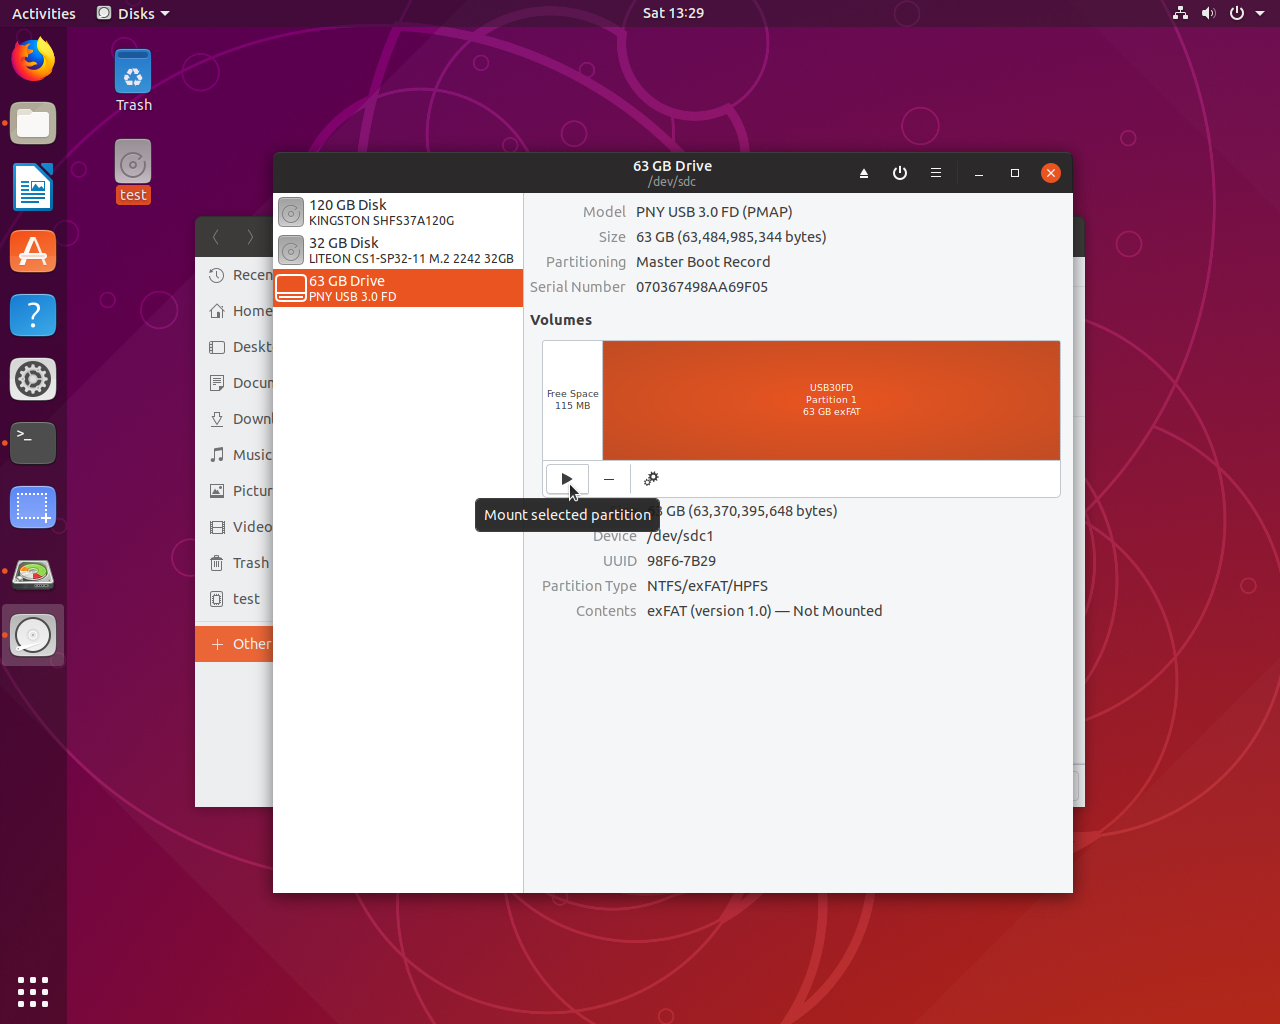 Activities
Disks
Sat 13:29
Trash
test
63 GB Drive
/dev/sdc
120 GB Disk
KINGSTON SHFS37A120G
32 GB Disk
LITEON CS1-SP32-11 M.2 2242 32GB
63 GB Drive
PNY USB 3.0 FD
Model PNY USB 3.0 FD (PMAP)
Size 63 GB (63,484,985,344 bytes)
Partitioning Master Boot Record
Serial Number 070367498AA69F05
Volumes
Free Space
115 MB
USB30FD
Partition 1
63 GB exFAT
Mount selected partition
3 GB (63,370,395,648 bytes)
Device /dev/sdc1
UUID 98F6-7B29
Partition Type NTFS/exFAT/HPFS
Contents exFAT (version 1.0) — Not Mounted
Recen
Home
Deskt
Docum
Downl
Music
Pictur
Video
Trash
test
Other